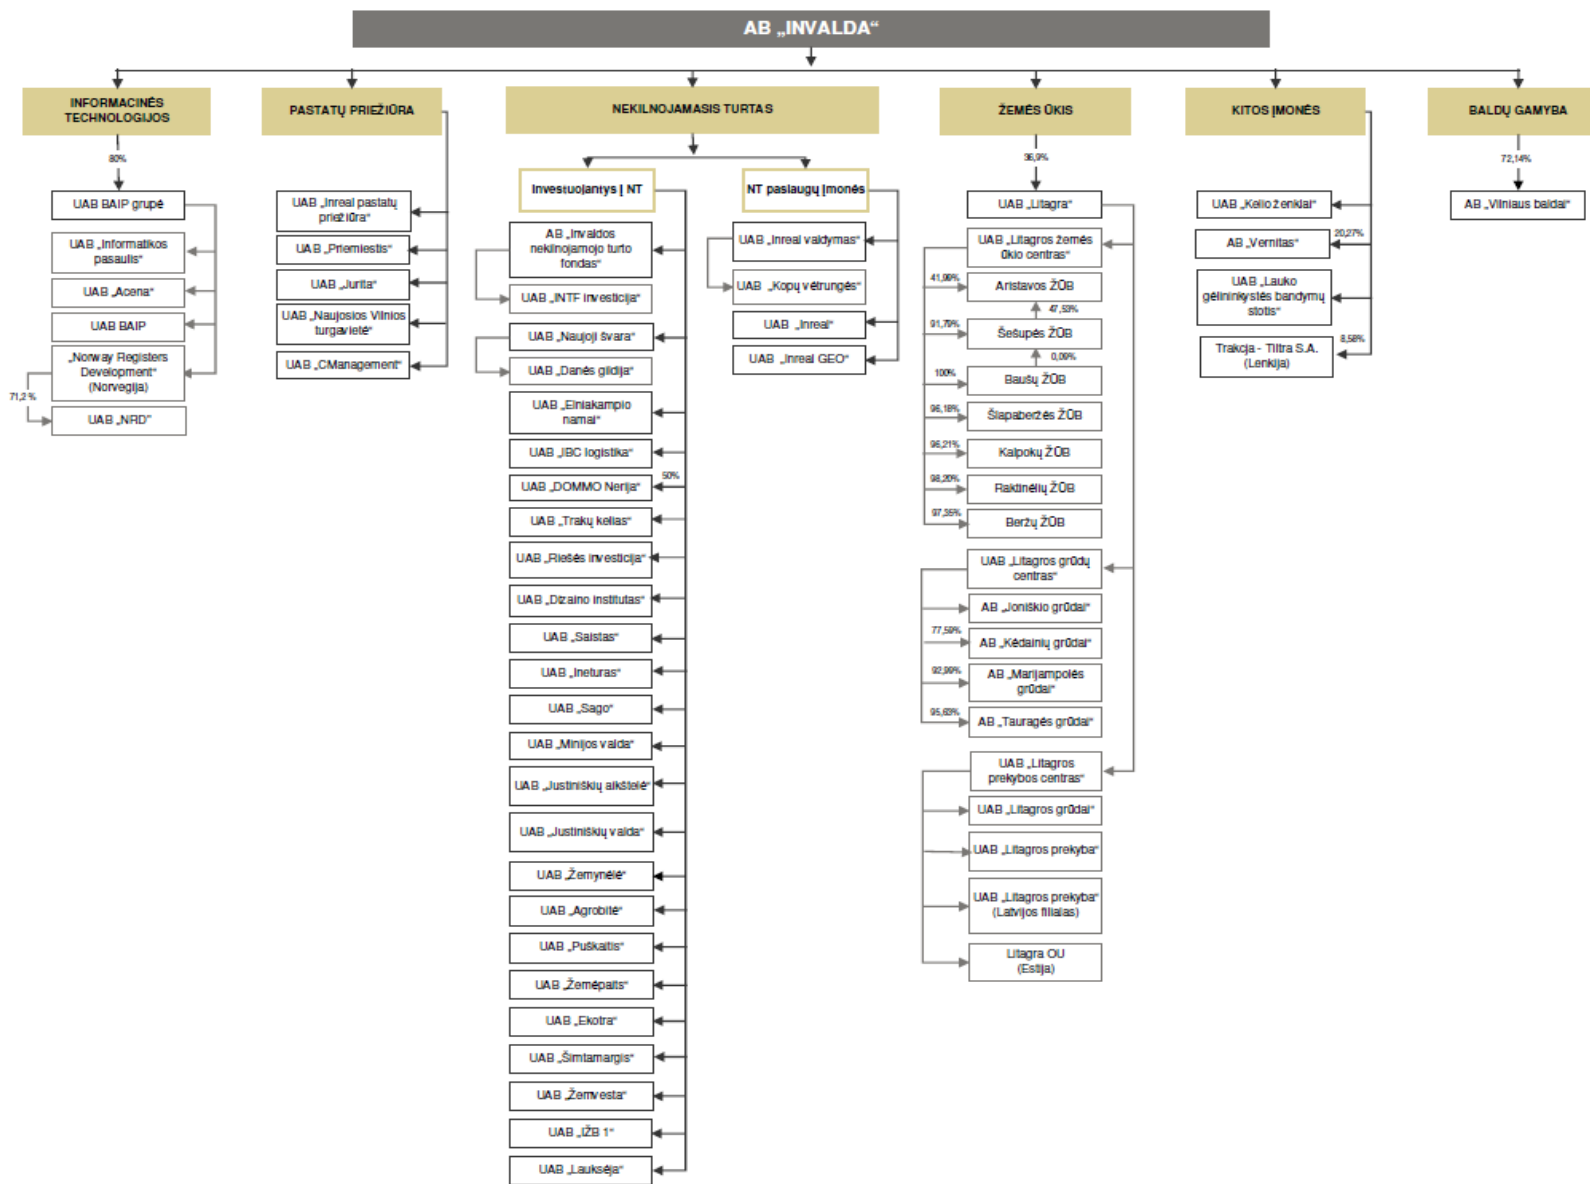 AB „INVALDA“
INFORMACINĖS
TECHNOLOGIJOS
80%
UAB BAIP grupė
UAB „Informatikos
pasaulis“
UAB „Acena“
UAB BAIP
„Norway Registers
Development“
(Norvegija)
71,2%
UAB „NRD“
PASTATŲ PRIEŽIŪRA
UAB „Inreal pastatų
priežiūra“
UAB „Priemiestis“
UAB „Jurita“
UAB „Naujosios Vilnios
turgavietė“
UAB „CManagement“
NEKILNOJAMASIS TURTAS
Investuojantys į NT
AB „Invaldos
nekilnojamojo turto
fondas“
UAB „INTF investicija“
UAB „Naujoji švara“
UAB „Danės gildija“
UAB „Elniakampio
namai“
UAB „IBC logistika“
50%
UAB „DOMMO Nerija“
UAB „Trakų kelias“
UAB „Riešės investicija“
UAB „Dizaino institutas“
UAB „Saistas“
UAB „Ineturas“
UAB „Sago“
UAB „Minijos valda“
UAB „Justiniškių aikštelė“
UAB „Justiniškių valda“
UAB „Žemynėlė“
UAB „Agrobitė“
UAB „Puškaitis“
UAB „Žemėpatis“
UAB „Ekotra“
UAB „Šimtamargis“
UAB „Žemvesta“
UAB „IŽB 1“
UAB „Lauksėja“
NT paslaugų įmonės
UAB „Inreal valdymas“
UAB „Kopų vėtrungės“
UAB „Inreal“
UAB „Inreal GEO“
ŽEMĖS ŪKIS
36,9%
UAB „Litagra“
UAB „Litagros žemės
ūkio centras“
41,99%
Aristavos ŽŪB
47,53%
91,79%
Šešupės ŽŪB
0,09%
100%
Baušų ŽŪB
96,18%
Šlapaberžės ŽŪB
96,21%
Kalpokų ŽŪB
98,20%
Raktinėlių ŽŪB
97,35%
Beržų ŽŪB
UAB „Litagros grūdų
centras“
AB „Joniškio grūdai“
77,59%
AB „Kėdainių grūdai“
92,99%
AB „Marijampolės
grūdai“
95,63%
AB „Tauragės grūdai“
UAB „Litagros
prekybos centras“
UAB „Litagros grūdai“
UAB „Litagros prekyba“
UAB „Litagros prekyba“
(Latvijos filialas)
Litagra OU
(Estija)
KITOS ĮMONĖS
UAB „Kelio ženklai“
20,27%
AB „Vernitas“
UAB „Lauko
gėlininkystės bandymų
stotis“
8,58%
Trakcja - Tiltra S.A.
(Lenkija)
BALDŲ GAMYBA
72,14%
AB „Vilniaus baldai“